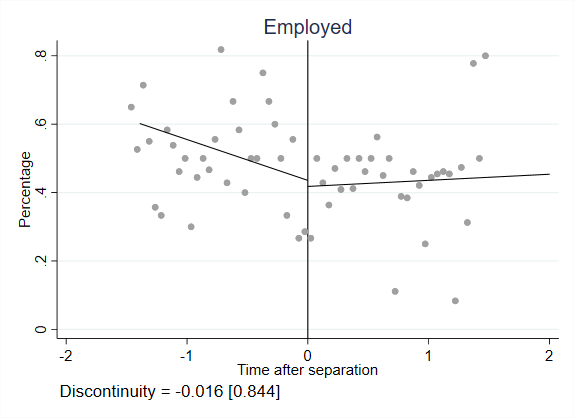 Employed
Percentage
.8
.6
.4
.2
0
-2 -1 0 1 2
Time after separation
Discontinuity = -0.016 [0.844]